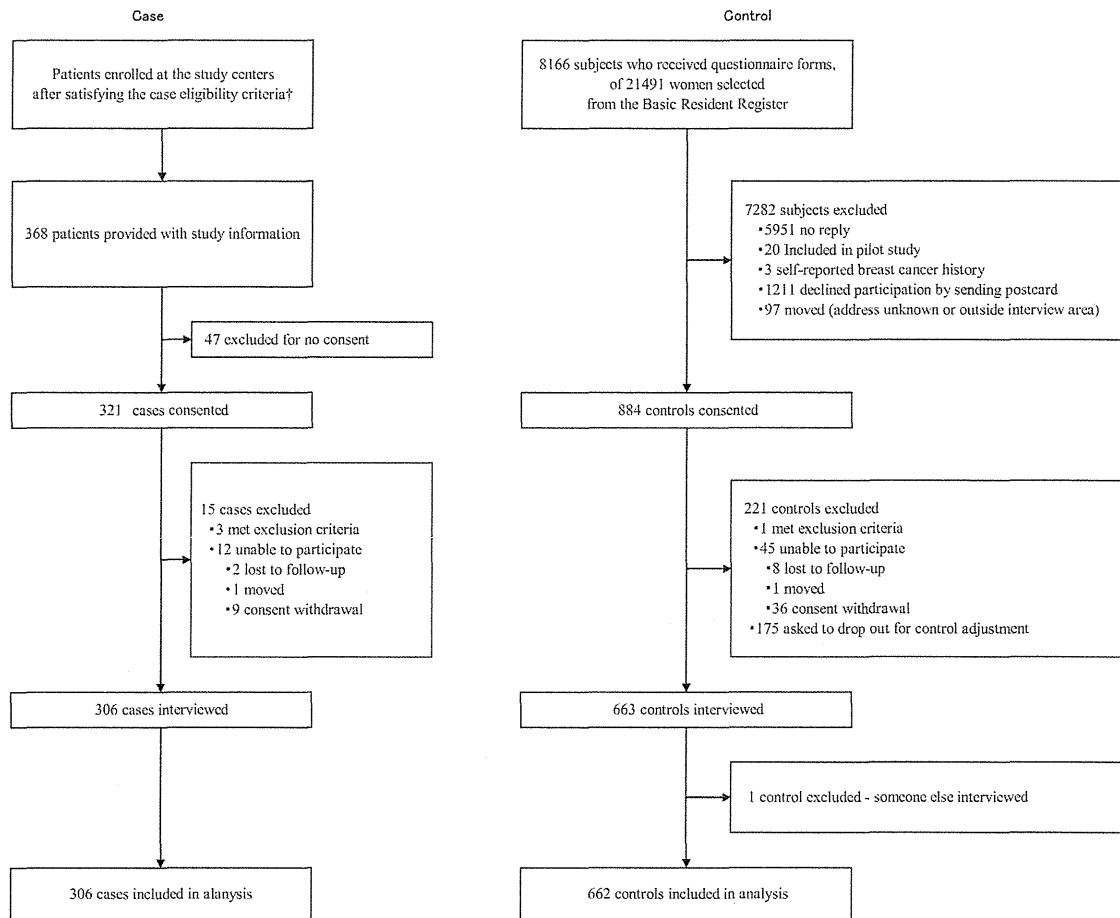 Case
Patients enrolled at the study centers
after satisfying the case eligibility criteria†
368 patients provided with study information
47 excluded for no consent
321 cases consented
15 cases excluded
•3 met exclusion criteria
•12 unable to participate
•2 lost to follow-up
•1 moved
•9 consent withdrawal
306 cases interviewed
306 cases included in alanysis
Control
8166 subjects who received questionnaire forms,
of 21491 women selected
from the Basic Resident Register
7282 subjects excluded
•5951 no reply
•20 Included in pilot study
•3 self-reported breast cancer history
•1211 declined participation by sending postcard
•97 moved (address unknown or outside interview area)
884 controls consented
221 controls excluded
•1 met exclusion criteria
•45 unable to participate
•8 lost to follow-up
•1 moved
•36 consent withdrawal
•175 asked to drop out for control adjustment
663 controls interviewed
1 control excluded - someone else interviewed
662 controls included in analysis